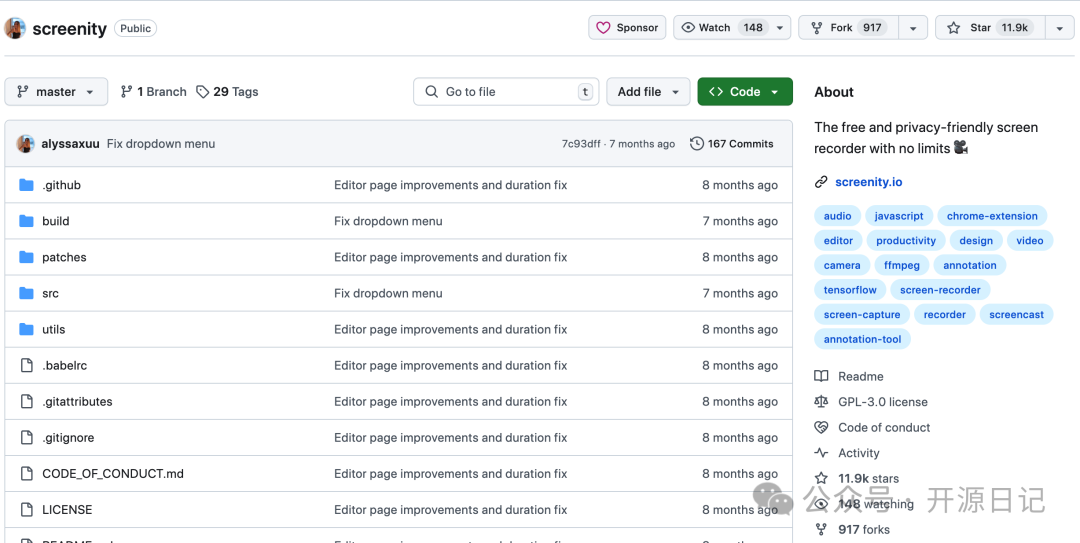 screenity Public Sponsor Watch 148 Fork 917 Star 11.9k
master 1 Branch 29 Tags Go to file t Add file Code
alyssaxuu Fix dropdown menu 7c93dff · 7 months ago 167 Commits
.github Editor page improvements and duration fix 8 months ago
build Fix dropdown menu 7 months ago
patches Editor page improvements and duration fix 8 months ago
src Fix dropdown menu 7 months ago
utils Editor page improvements and duration fix 8 months ago
.babelrc Editor page improvements and duration fix 8 months ago
.gitattributes Editor page improvements and duration fix 8 months ago
.gitignore Editor page improvements and duration fix 8 months ago
CODE_OF_CONDUCT.md Editor page improvements and duration fix 8 months ago
LICENSE Editor page improvements and duration fix 8 months ago
About
The free and privacy-friendly screen
recorder with no limits
screenity.io
audio javascript chrome-extension
editor productivity design video
camera ffmpeg annotation
tensorflow screen-recorder
screen-capture recorder screencast
annotation-tool
Readme
GPL-3.0 license
Code of conduct
Activity
11.9k stars
148 watching
917 forks
公众号 · 开源日记